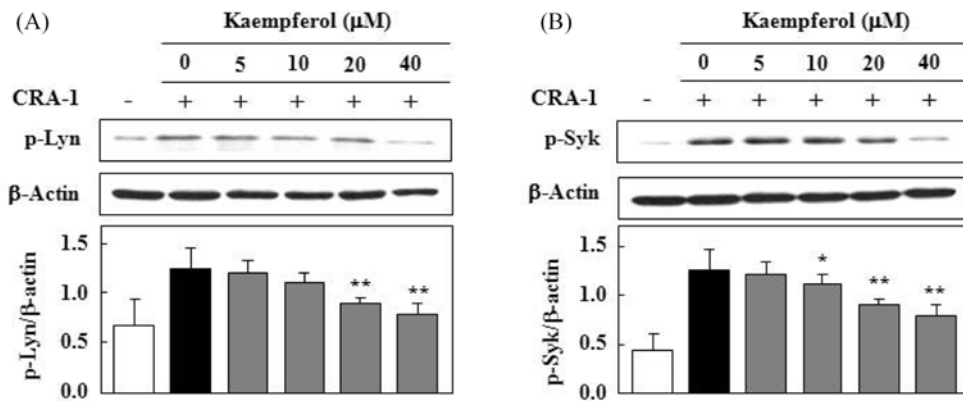 (A)
Kaempferol (μM)
0 5 10 20 40
CRA-1 - + + + + +
p-Lyn
β-Actin
p-Lyn/β-actin
1.5
1.0
0.5
0.0
** **
(B)
Kaempferol (μM)
0 5 10 20 40
CRA-1 - + + + + +
p-Syk
β-Actin
p-Syk/β-actin
1.5
1.0
0.5
0.0
* ** **